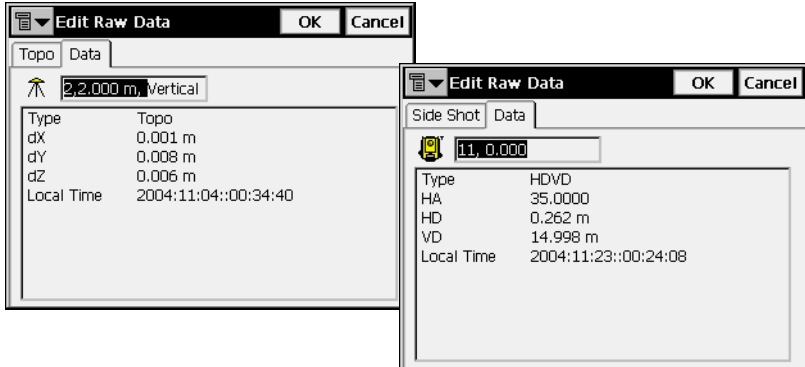 Edit Raw Data OK Cancel
Topo Data
2,2.000 m, Vertical
Type Topo
dX 0.001 m
dY 0.008 m
dZ 0.006 m
Local Time 2004:11:04::00:34:40
Edit Raw Data OK Cancel
Side Shot Data
11, 0.000
Type HDVD
HA 35.0000
HD 0.262 m
VD 14.998 m
Local Time 2004:11:23::00:24:08